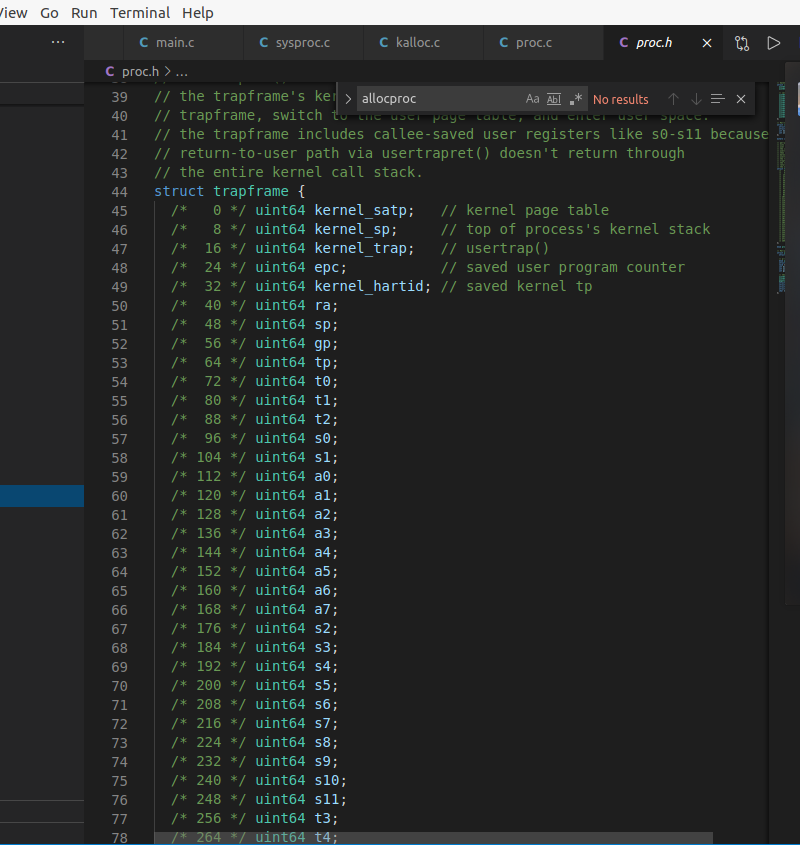 View Go Run Terminal Help
main.c sysproc.c kalloc.c proc.c proc.h
C proc.h > ...
allocproc Aa Abl .* No results
39 // the trapframe's ker
40 // trapframe, switch to the user page table, and enter user space.
41 // the trapframe includes callee-saved user registers like s0-s11 because
42 // return-to-user path via usertrapret() doesn't return through
43 // the entire kernel call stack.
44 struct trapframe {
45 /*   0 */ uint64 kernel_satp;   // kernel page table
46 /*   8 */ uint64 kernel_sp;     // top of process's kernel stack
47 /*  16 */ uint64 kernel_trap;   // usertrap()
48 /*  24 */ uint64 epc;           // saved user program counter
49 /*  32 */ uint64 kernel_hartid; // saved kernel tp
50 /*  40 */ uint64 ra;
51 /*  48 */ uint64 sp;
52 /*  56 */ uint64 gp;
53 /*  64 */ uint64 tp;
54 /*  72 */ uint64 t0;
55 /*  80 */ uint64 t1;
56 /*  88 */ uint64 t2;
57 /*  96 */ uint64 s0;
58 /* 104 */ uint64 s1;
59 /* 112 */ uint64 a0;
60 /* 120 */ uint64 a1;
61 /* 128 */ uint64 a2;
62 /* 136 */ uint64 a3;
63 /* 144 */ uint64 a4;
64 /* 152 */ uint64 a5;
65 /* 160 */ uint64 a6;
66 /* 168 */ uint64 a7;
67 /* 176 */ uint64 s2;
68 /* 184 */ uint64 s3;
69 /* 192 */ uint64 s4;
70 /* 200 */ uint64 s5;
71 /* 208 */ uint64 s6;
72 /* 216 */ uint64 s7;
73 /* 224 */ uint64 s8;
74 /* 232 */ uint64 s9;
75 /* 240 */ uint64 s10;
76 /* 248 */ uint64 s11;
77 /* 256 */ uint64 t3;
78 /* 264 */ uint64 t4;